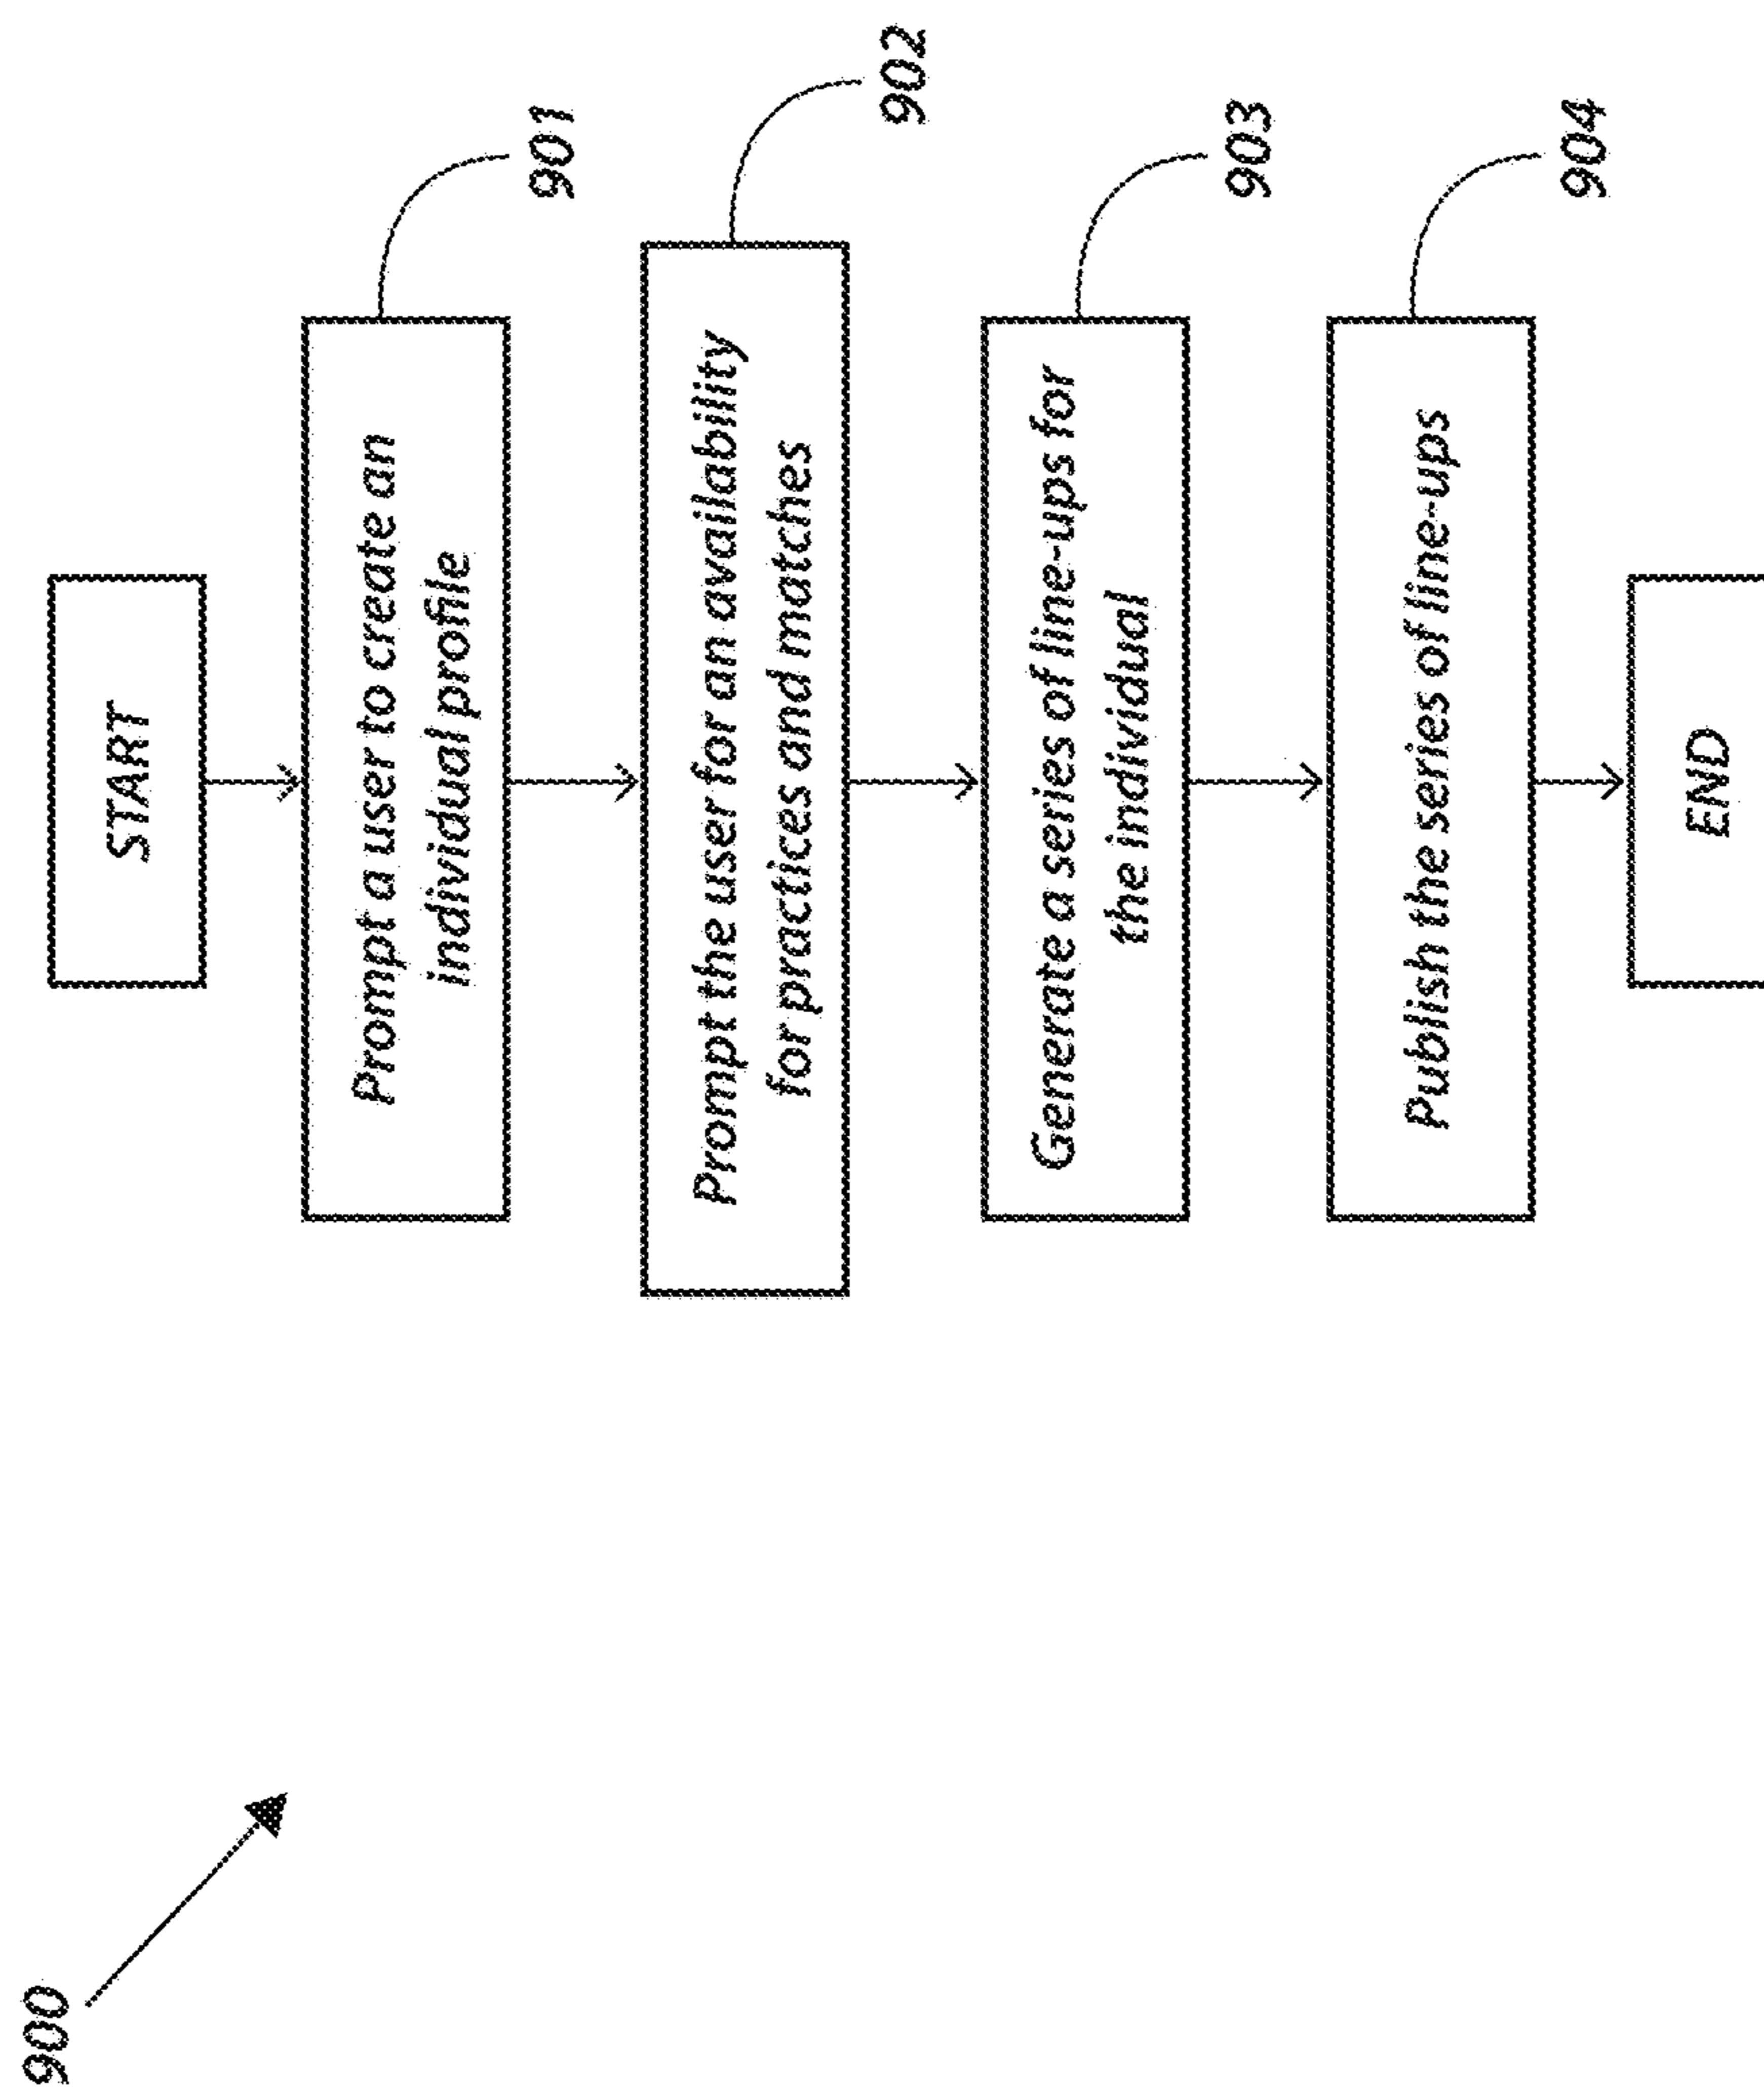 900
START
Prompt a user to create an
individual profile
901
Prompt the user for an availability
for practices and matches
902
Generate a series of line-ups for
the individual
903
Publish the series of line-ups
904
END